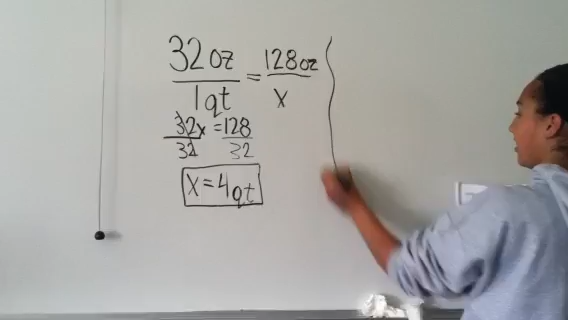 32 oz = 128 oz
1 qt x
32x = 128
32 32
x = 4 qt